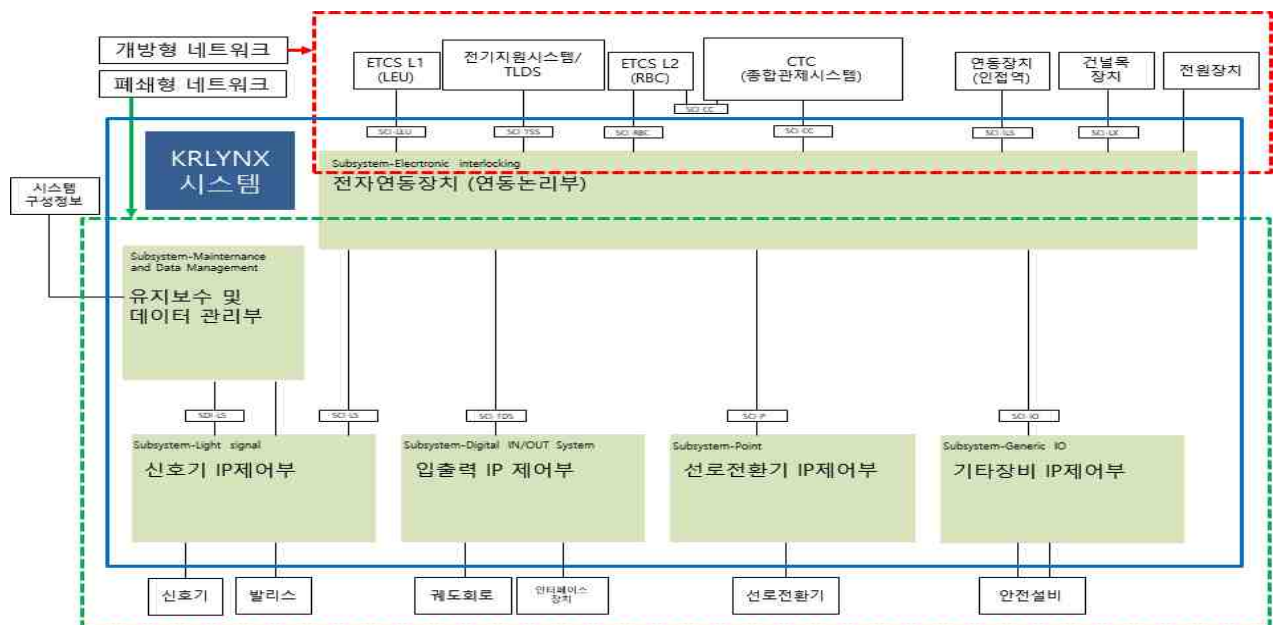 개방형 네트워크
폐쇄형 네트워크
ETCS L1
(LEU)
전기지원시스템/
TLDS
ETCS L2
(RBC)
CTC
(종합관제시스템)
연동장치
(인접역)
건널목
장치
전원장치
SCI-CC
SCI-LEU
SCI-TSS
SCI-RBC
SCI-CC
SCI-ILS
SCI-LX
KRLYNX
시스템
Subsystem-Elecrtronic interlocking
전자연동장치 (연동논리부)
시스템
구성정보
Subsystem-Mainternance
and Data Management
유지보수 및
데이터 관리부
SDI-LS
SCI-LS
SCI-TDS
SCI-P
SCI-IO
Subsystem-Light signal
신호기 IP제어부
Subsystem-Digital IN/OUT System
입출력 IP 제어부
Subsystem-Point
선로전환기 IP제어부
Subsystem-Generic IO
기타장비 IP제어부
신호기
발리스
궤도회로
인터페이스
장치
선로전환기
안전설비